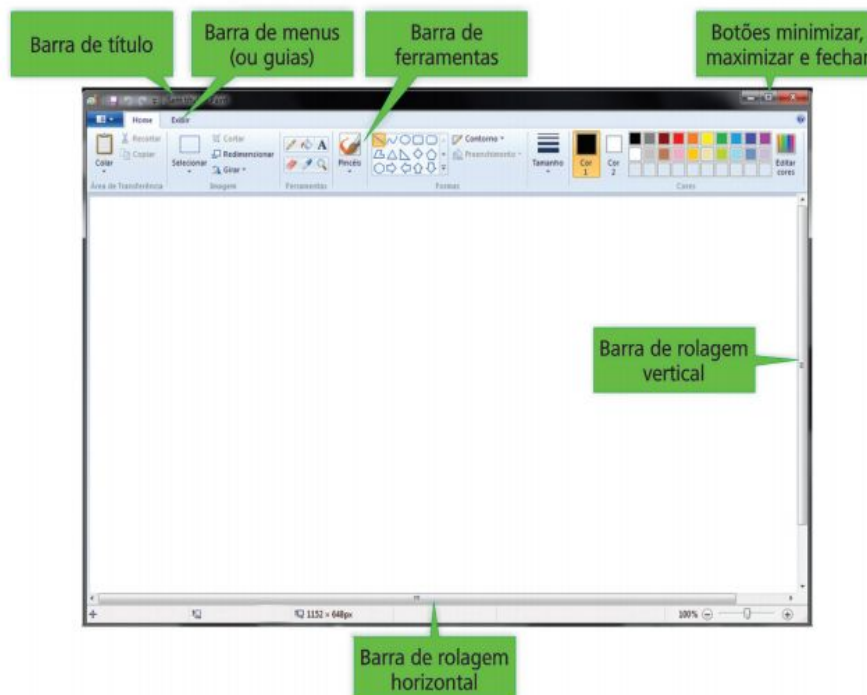 Barra de título
Barra de menus
(ou guias)
Barra de
ferramentas
Botões minimizar,
maximizar e fechar
Home
Exibir
Colar
Recortar
Copiar
Área de Transferência
Selecionar
Cortar
Redimensionar
Girar
Imagem
A
Ferramentas
Pincéis
Contorno
Preenchimento
Formas
Tamanho
Cor
1
Cor
2
Editar
cores
Cores
Barra de rolagem
vertical
1152 × 648px
100%
Barra de rolagem
horizontal